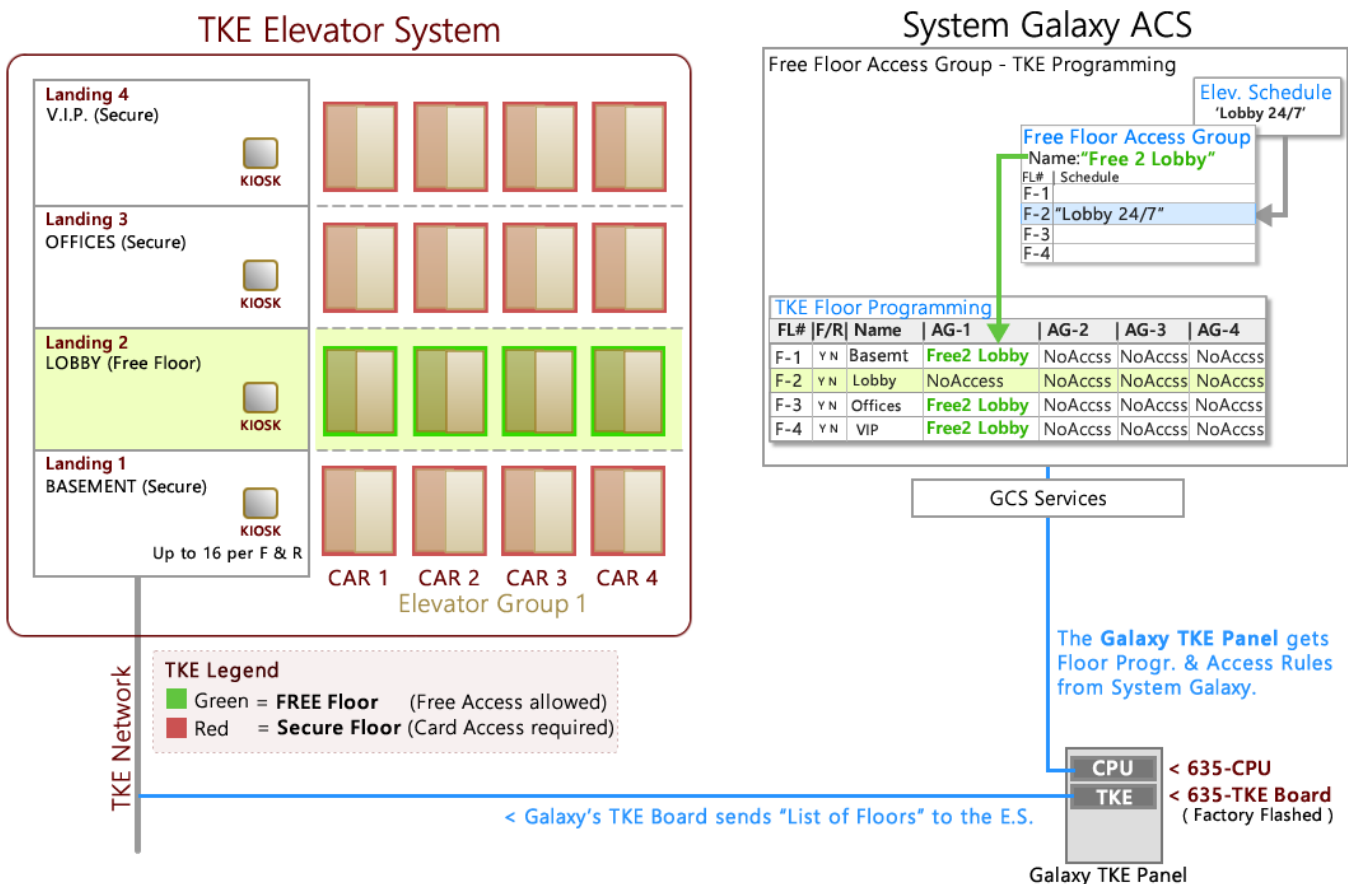 TKE Elevator System
Landing 4
V.I.P. (Secure)
KIOSK
Landing 3
OFFICES (Secure)
KIOSK
Landing 2
LOBBY (Free Floor)
KIOSK
Landing 1
BASEMENT (Secure)
KIOSK
Up to 16 per F & R
CAR 1 CAR 2 CAR 3 CAR 4
Elevator Group 1
TKE Network
TKE Legend
Green = FREE Floor (Free Access allowed)
Red = Secure Floor (Card Access required)
System Galaxy ACS
Free Floor Access Group - TKE Programming
Elev. Schedule
'Lobby 24/7'
Free Floor Access Group
Name:"Free 2 Lobby"
FL# | Schedule
F-1
F-2 "Lobby 24/7"
F-3
F-4
TKE Floor Programming
FL# |F/R| Name | AG-1 | AG-2 | AG-3 | AG-4
F-1 Y N Basemt Free2 Lobby NoAccss NoAccss NoAccss
F-2 Y N Lobby NoAccess NoAccss NoAccss NoAccss
F-3 Y N Offices Free2 Lobby NoAccss NoAccss NoAccss
F-4 Y N VIP Free2 Lobby NoAccss NoAccss NoAccss
GCS Services
The Galaxy TKE Panel gets
Floor Progr. & Access Rules
from System Galaxy.
CPU < 635-CPU
TKE < 635-TKE Board
( Factory Flashed )
< Galaxy's TKE Board sends "List of Floors" to the E.S.
Galaxy TKE Panel